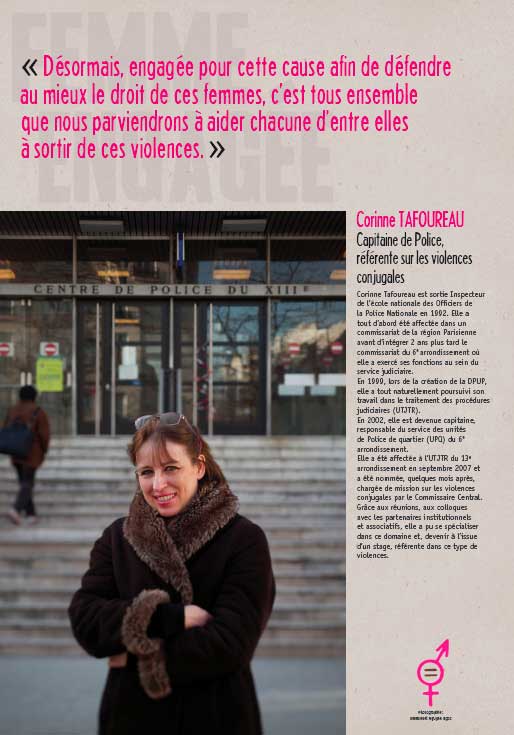 FEMME
ENGAGÉE
« Désormais, engagée pour cette cause afin de défendre
au mieux le droit de ces femmes, c'est tous ensemble
que nous parviendrons à aider chacune d'entre elles
à sortir de ces violences. »
CENTRE DE POLICE DU XIIIE
Corinne TAFOUREAU
Capitaine de Police,
référente sur les violences
conjugales
Corinne Tafoureau est sortie Inspecteur
de l'école nationale des Officiers de
la Police Nationale en 1992. Elle a
tout d'abord été affectée dans un
commissariat de la région Parisienne
avant d'intégrer 2 ans plus tard le
commissariat du 6e arrondissement où
elle a exercé ses fonctions au sein du
service judiciaire.
En 1999, lors de la création de la DPUP,
elle a tout naturellement poursuivi son
travail dans le traitement des procédures
judiciaires (UTJTR).
En 2002, elle est devenue capitaine,
responsable du service des unités
de Police de quartier (UPQ) du 6e
arrondissement.
Elle a été affectée à l'UTJTR du 13e
arrondissement en septembre 2007 et
a été nommée, quelques mois après,
chargée de mission sur les violences
conjugales par le Commissaire Central.
Grâce aux réunions, aux colloques
avec les partenaires institutionnels
et associatifs, elle a pu se spécialiser
dans ce domaine et, devenir à l'issue
d'un stage, référente dans ce type de
violences.